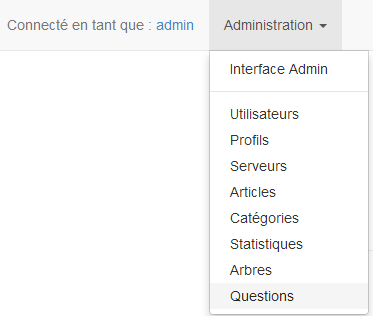 Connecté en tant que : admin Administration
Interface Admin
Utilisateurs
Profils
Serveurs
Articles
Catégories
Statistiques
Arbres
Questions